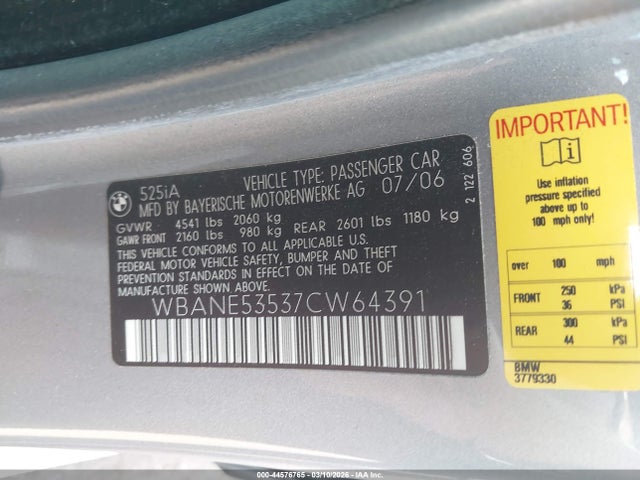 BMW
525iA
VEHICLE TYPE: PASSENGER CAR
MFD BY BAYERISCHE MOTORENWERKE AG 07/06
GVWR 4541 lbs 2060 kg
GAWR FRONT 2160 lbs 980 kg REAR 2601 lbs 1180 kg
THIS VEHICLE CONFORMS TO ALL APPLICABLE U.S.
FEDERAL MOTOR VEHICLE SAFETY, BUMPER AND THEFT
PREVENTION STANDARDS IN EFFECT ON THE DATE OF
MANUFACTURE SHOWN ABOVE.
WBANE53537CW64391
2 122 606
IMPORTANT!
i
Use inflation
pressure specified
above up to
100 mph only!
over 100 mph
FRONT 250 kPa
36 PSI
REAR 300 kPa
44 PSI
BMW
3779330
000-44576765 - 03/10/2026 - IAA Inc.